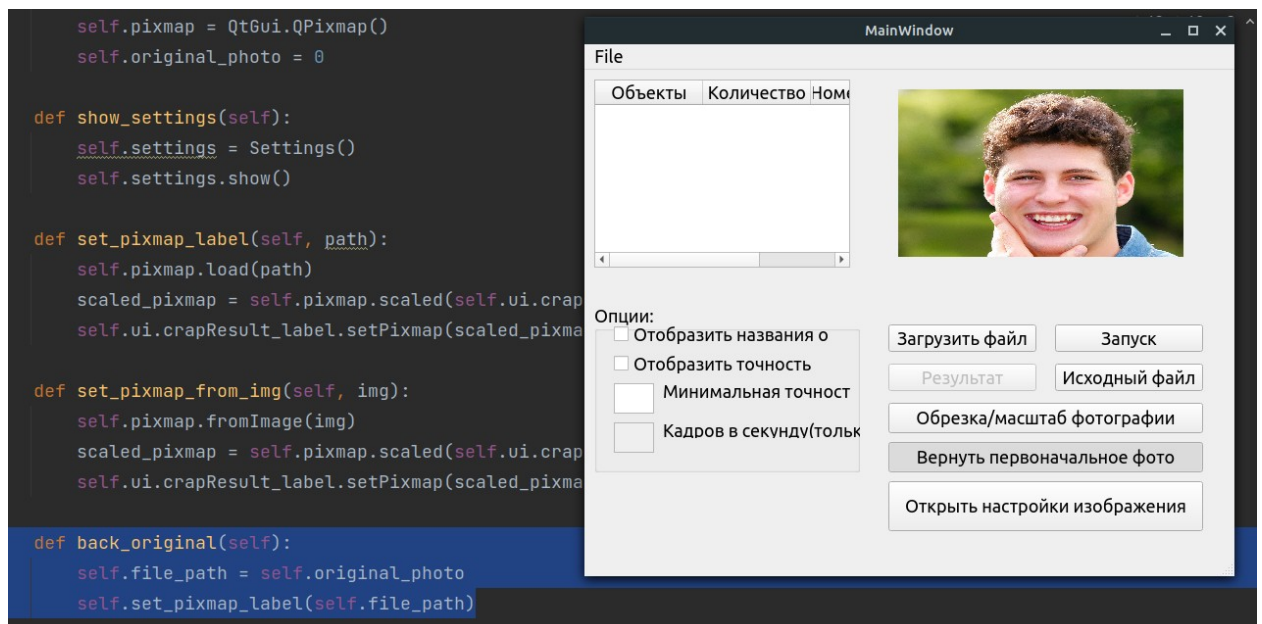 self.pixmap = QtGui.QPixmap()
self.original_photo = 0
def show_settings(self):
self.settings = Settings()
self.settings.show()
def set_pixmap_label(self, path):
self.pixmap.load(path)
scaled_pixmap = self.pixmap.scaled(self.ui.crap
self.ui.crapResult_label.setPixmap(scaled_pixma
def set_pixmap_from_img(self, img):
self.pixmap.fromImage(img)
scaled_pixmap = self.pixmap.scaled(self.ui.crap
self.ui.crapResult_label.setPixmap(scaled_pixma
def back_original(self):
self.file_path = self.original_photo
self.set_pixmap_label(self.file_path)
MainWindow
File
Объекты Количество Номе
Опции:
Отобразить названия о
Отобразить точность
Минимальная точност
Кадров в секунду(тольк
Загрузить файл Запуск
Результат Исходный файл
Обрезка/масштаб фотографии
Вернуть первоначальное фото
Открыть настройки изображения